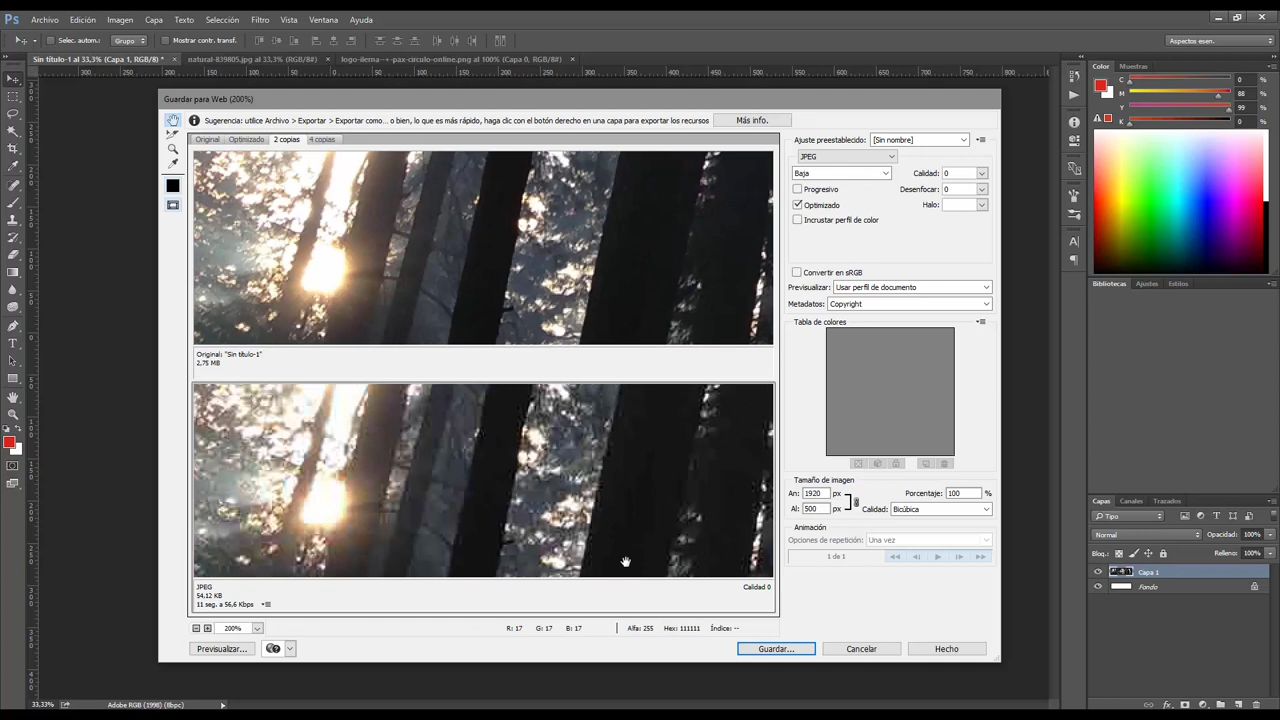 Ps Archivo Edición Imagen Capa Texto Selección Filtro Vista Ventana Ayuda
Selec. autom.: Grupo Mostrar contr. transf. Aspectos esen.
Sin título-1 al 33,3% (Capa 1, RGB/8) * × natural-839805.jpg al 33,3% (RGB/8#) × ×
Guardar para Web (200%)
Sugerencia: utilice Archivo > Exportar > Exportar como... o bien, lo que es más rápido, haga clic con el botón derecho en una capa para exportar los recursos
Más info.
Original Optimizado 2 copias 4 copias
Ajuste preestablecido: [Sin nombre]
JPEG
Baja Calidad: 0
Progresivo Desenfocar: 0
Optimizado Halo:
Incrustar perfil de color
Convertir en sRGB
Previsualizar: Usar perfil de documento
Metadatos: Copyright
Tabla de colores
Original: "Sin título-1"
2,75 MB
Tamaño de imagen
An: 1920 px Porcentaje: 100 %
Al: 500 px Calidad: Bicúbica
Animación
Opciones de repetición: Una vez
1 de 1
JPEG Calidad 0
54,12 KB
11 seg. a 56,6 Kbps
200% R: 17 G: 17 B: 17 Alfa: 255 Hex: 111111 Índice: --
Previsualizar... Guardar... Cancelar Hecho
Color Muestras
C 0 %
M 88 %
Y 99 %
K 0 %
Bibliotecas Ajustes Estilos
Capas Canales Trazados
Tipo
Normal Opacidad: 100%
Bloq.: Relleno: 100%
Capa 1
Fondo
33,33% Adobe RGB (1998) (8bpc)